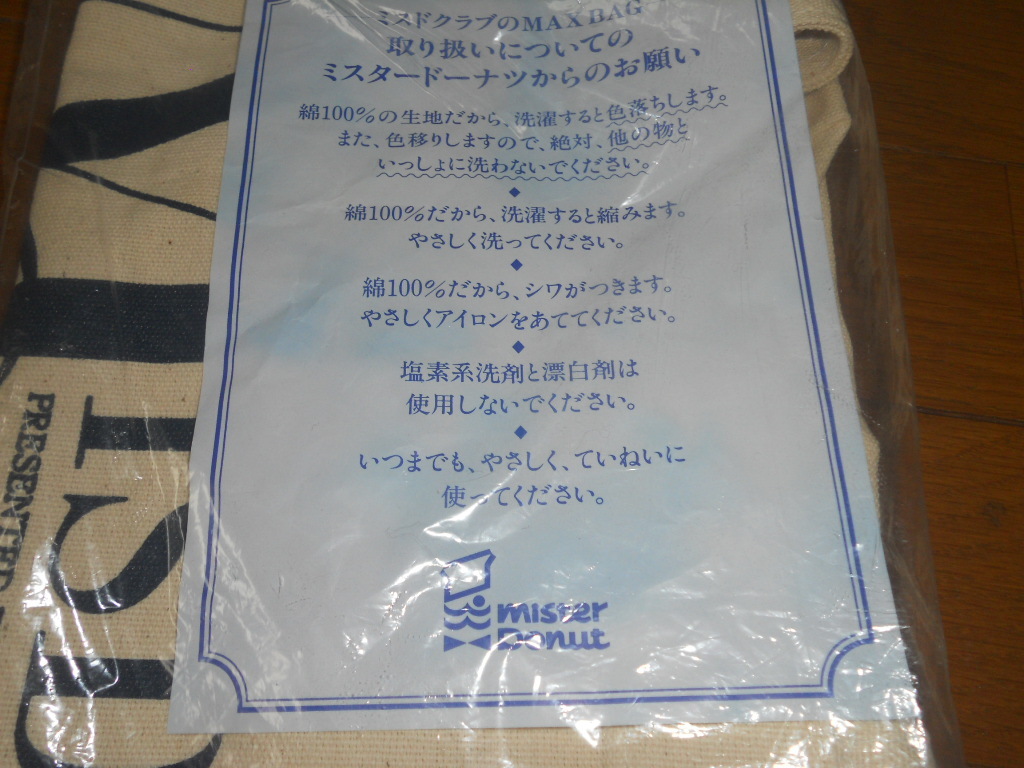 ミスドクラブのMAX BAG
取り扱いについての
ミスタードーナツからのお願い
綿100%の生地だから、洗濯すると色落ちします。
また、色移りしますので、絶対、他の物と
いっしょに洗わないでください。
綿100%だから、洗濯すると縮みます。
やさしく洗ってください。
綿100%だから、シワがつきます。
やさしくアイロンをあててください。
塩素系洗剤と漂白剤は
使用しないでください。
いつまでも、やさしく、ていねいに
使ってください。
mister
Donut
PRESENTED